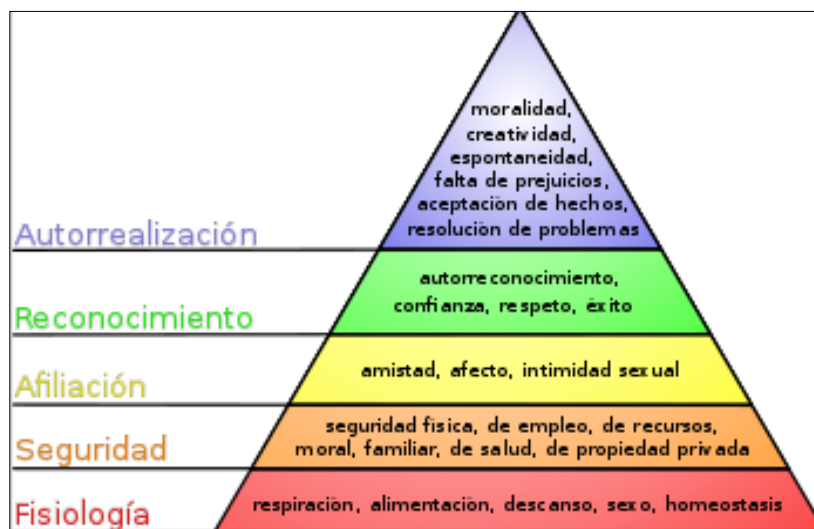 moralidad,
creatividad,
espontaneidad,
falta de prejuicios,
aceptación de hechos,
resolución de problemas
Autorrealización
autorreconocimiento,
confianza, respeto, éxito
Reconocimiento
amistad, afecto, intimidad sexual
Afiliación
seguridad física, de empleo, de recursos,
moral, familiar, de salud, de propiedad privada
Seguridad
respiración, alimentación, descanso, sexo, homeostasis
Fisiología